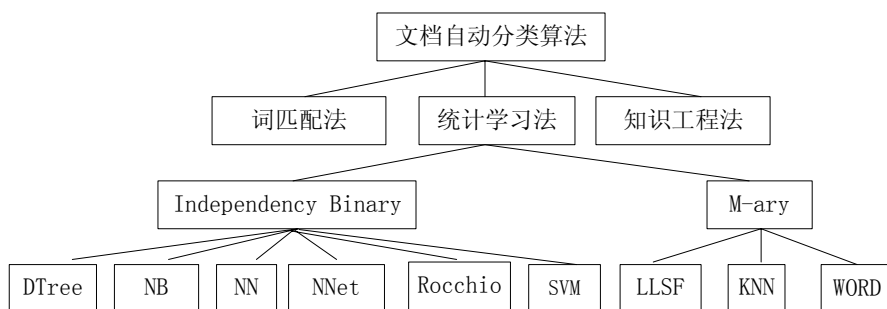 文档自动分类算法
词匹配法
统计学习法
知识工程法
Independency Binary
M-ary
DTree
NB
NN
NNet
Rocchio
SVM
LLSF
KNN
WORD